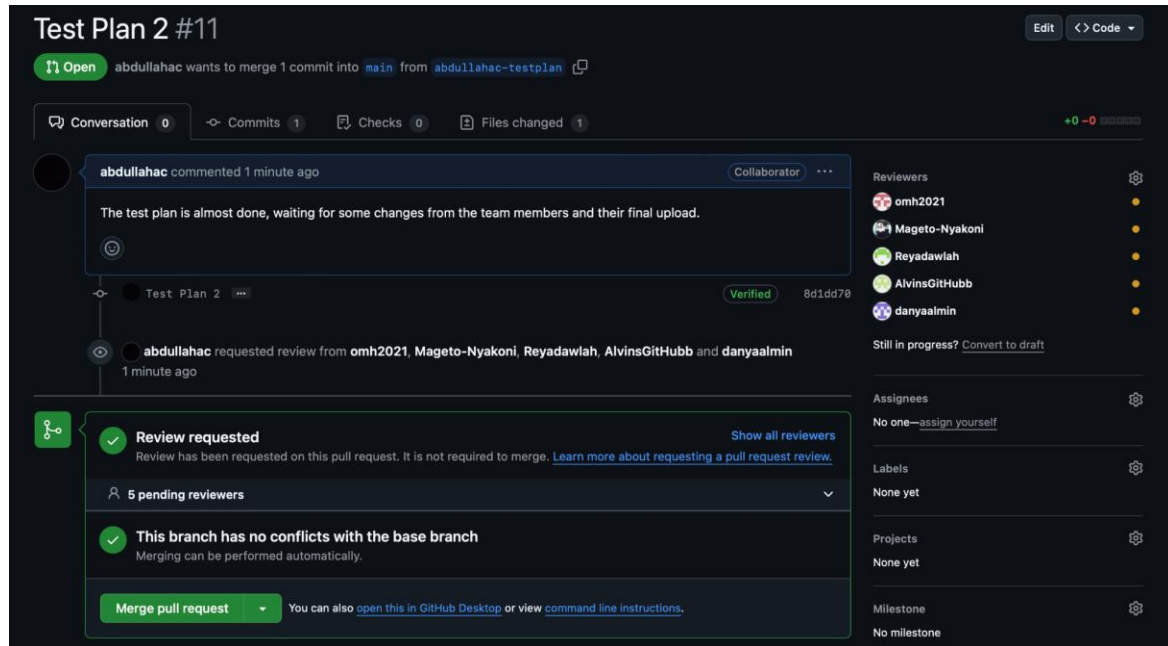 Test Plan 2 #11
Edit
<> Code
Open
abdullahac wants to merge 1 commit into main from abdullahac-testplan
Conversation 0
Commits 1
Checks 0
Files changed 1
+0 −0
abdullahac commented 1 minute ago
Collaborator
The test plan is almost done, waiting for some changes from the team members and their final upload.
Test Plan 2
Verified
8d1dd70
abdullahac requested review from omh2021, Mageto-Nyakoni, Reyadawlah, AlvinsGitHubb and danyaalmin
1 minute ago
Review requested
Show all reviewers
Review has been requested on this pull request. It is not required to merge. Learn more about requesting a pull request review.
5 pending reviewers
This branch has no conflicts with the base branch
Merging can be performed automatically.
Merge pull request
You can also open this in GitHub Desktop or view command line instructions.
Reviewers
omh2021
Mageto-Nyakoni
Reyadawlah
AlvinsGitHubb
danyaalmin
Still in progress? Convert to draft
Assignees
No one—assign yourself
Labels
None yet
Projects
None yet
Milestone
No milestone